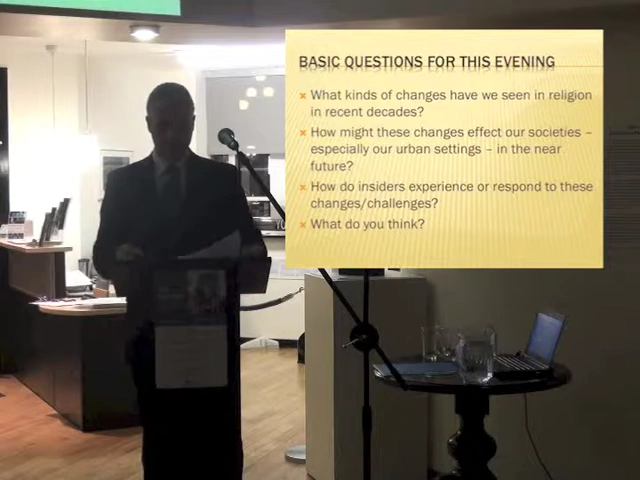 BASIC QUESTIONS FOR THIS EVENING
What kinds of changes have we seen in religion
in recent decades?
How might these changes effect our societies –
especially our urban settings – in the near
future?
How do insiders experience or respond to these
changes/challenges?
What do you think?